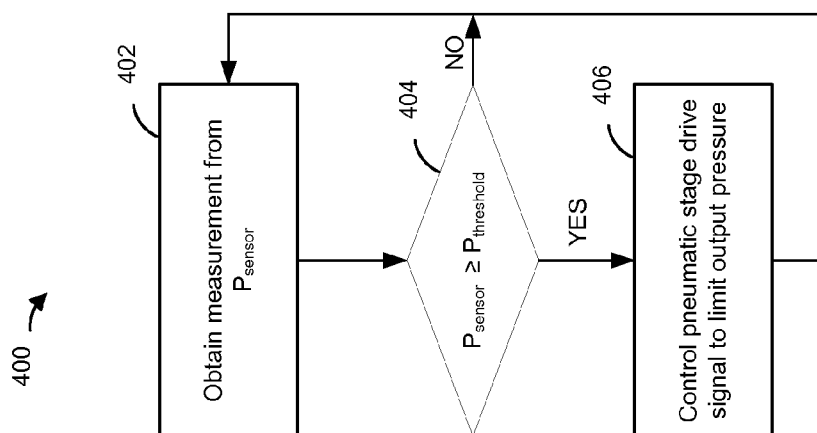 400
402
Obtain measurement from
Psensor
404
Psensor ≥ Pthreshold
NO
YES
406
Control pneumatic stage drive
signal to limit output pressure